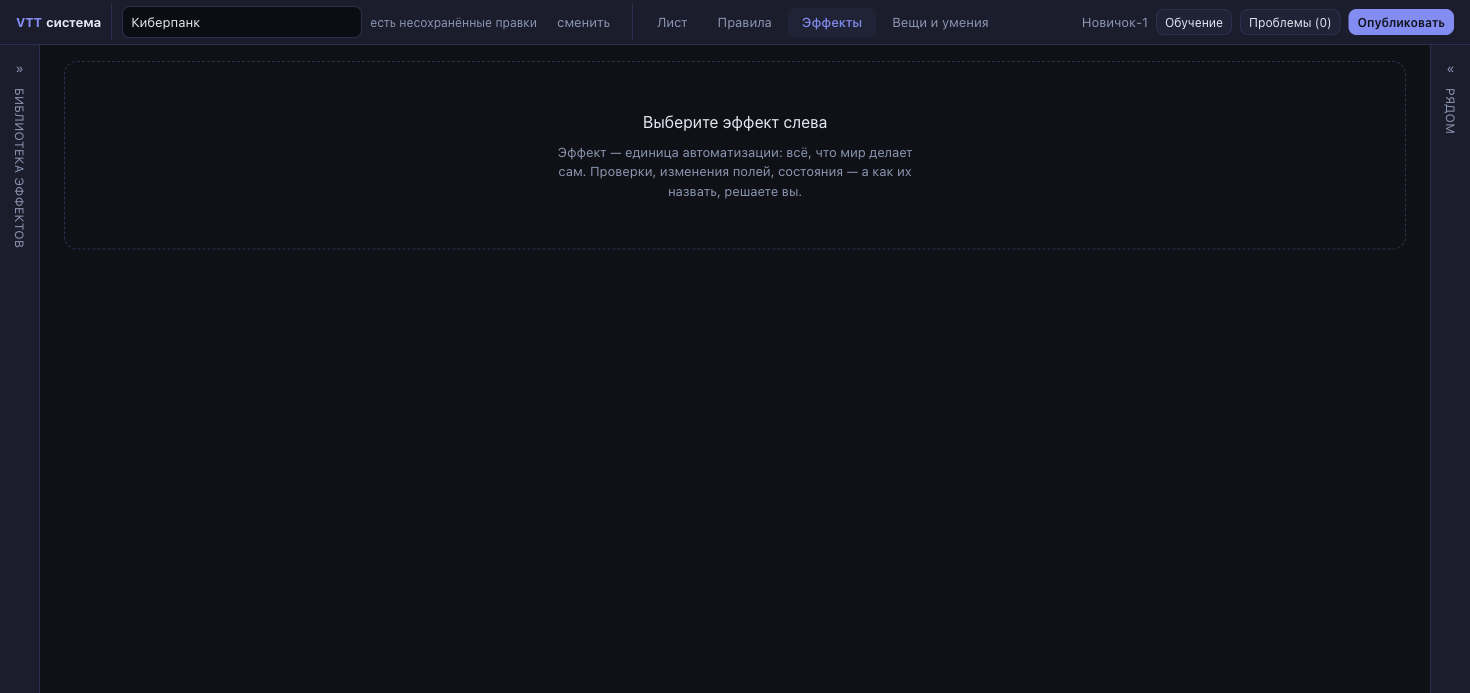 VTT система
Киберпанк
есть несохранённые правки
сменить
Лист
Правила
Эффекты
Вещи и умения
Новичок-1
Обучение
Проблемы (0)
Опубликовать
»
БИБЛИОТЕКА ЭФФЕКТОВ
Выберите эффект слева
Эффект — единица автоматизации: всё, что мир делает
сам. Проверки, изменения полей, состояния — а как их
назвать, решаете вы.
«
РЯДОМ